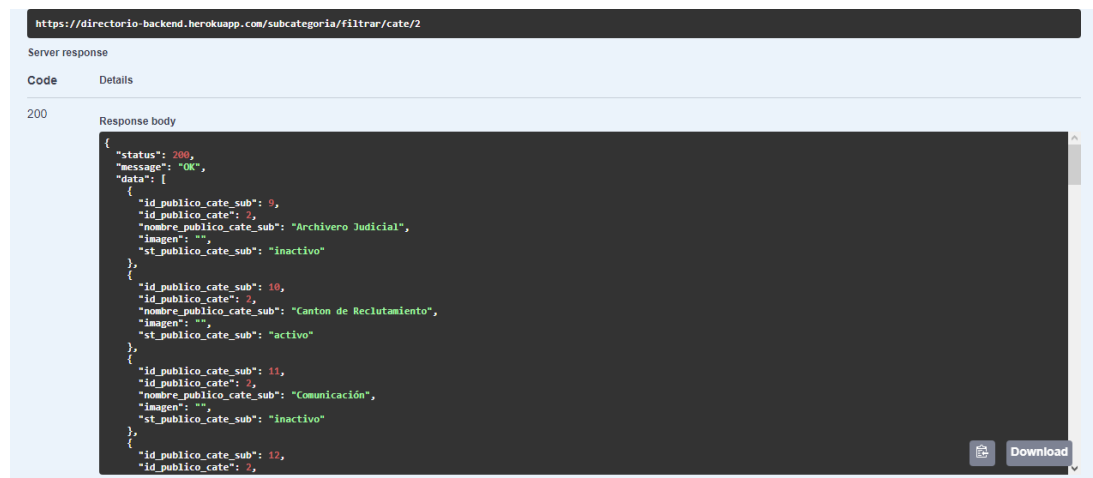 https://directorio-backend.herokuapp.com/subcategoria/filtrar/cate/2
Server response
Code Details
200
Response body
{
"status": 200,
"message": "OK",
"data": [
{
"id_publico_cate_sub": 9,
"id_publico_cate": 2,
"nombre_publico_cate_sub": "Archivero Judicial",
"imagen": "",
"st_publico_cate_sub": "inactivo"
},
{
"id_publico_cate_sub": 10,
"id_publico_cate": 2,
"nombre_publico_cate_sub": "Canton de Reclutamiento",
"imagen": "",
"st_publico_cate_sub": "activo"
},
{
"id_publico_cate_sub": 11,
"id_publico_cate": 2,
"nombre_publico_cate_sub": "Comunicación",
"imagen": "",
"st_publico_cate_sub": "inactivo"
},
{
"id_publico_cate_sub": 12,
"id_publico_cate": 2,
Download